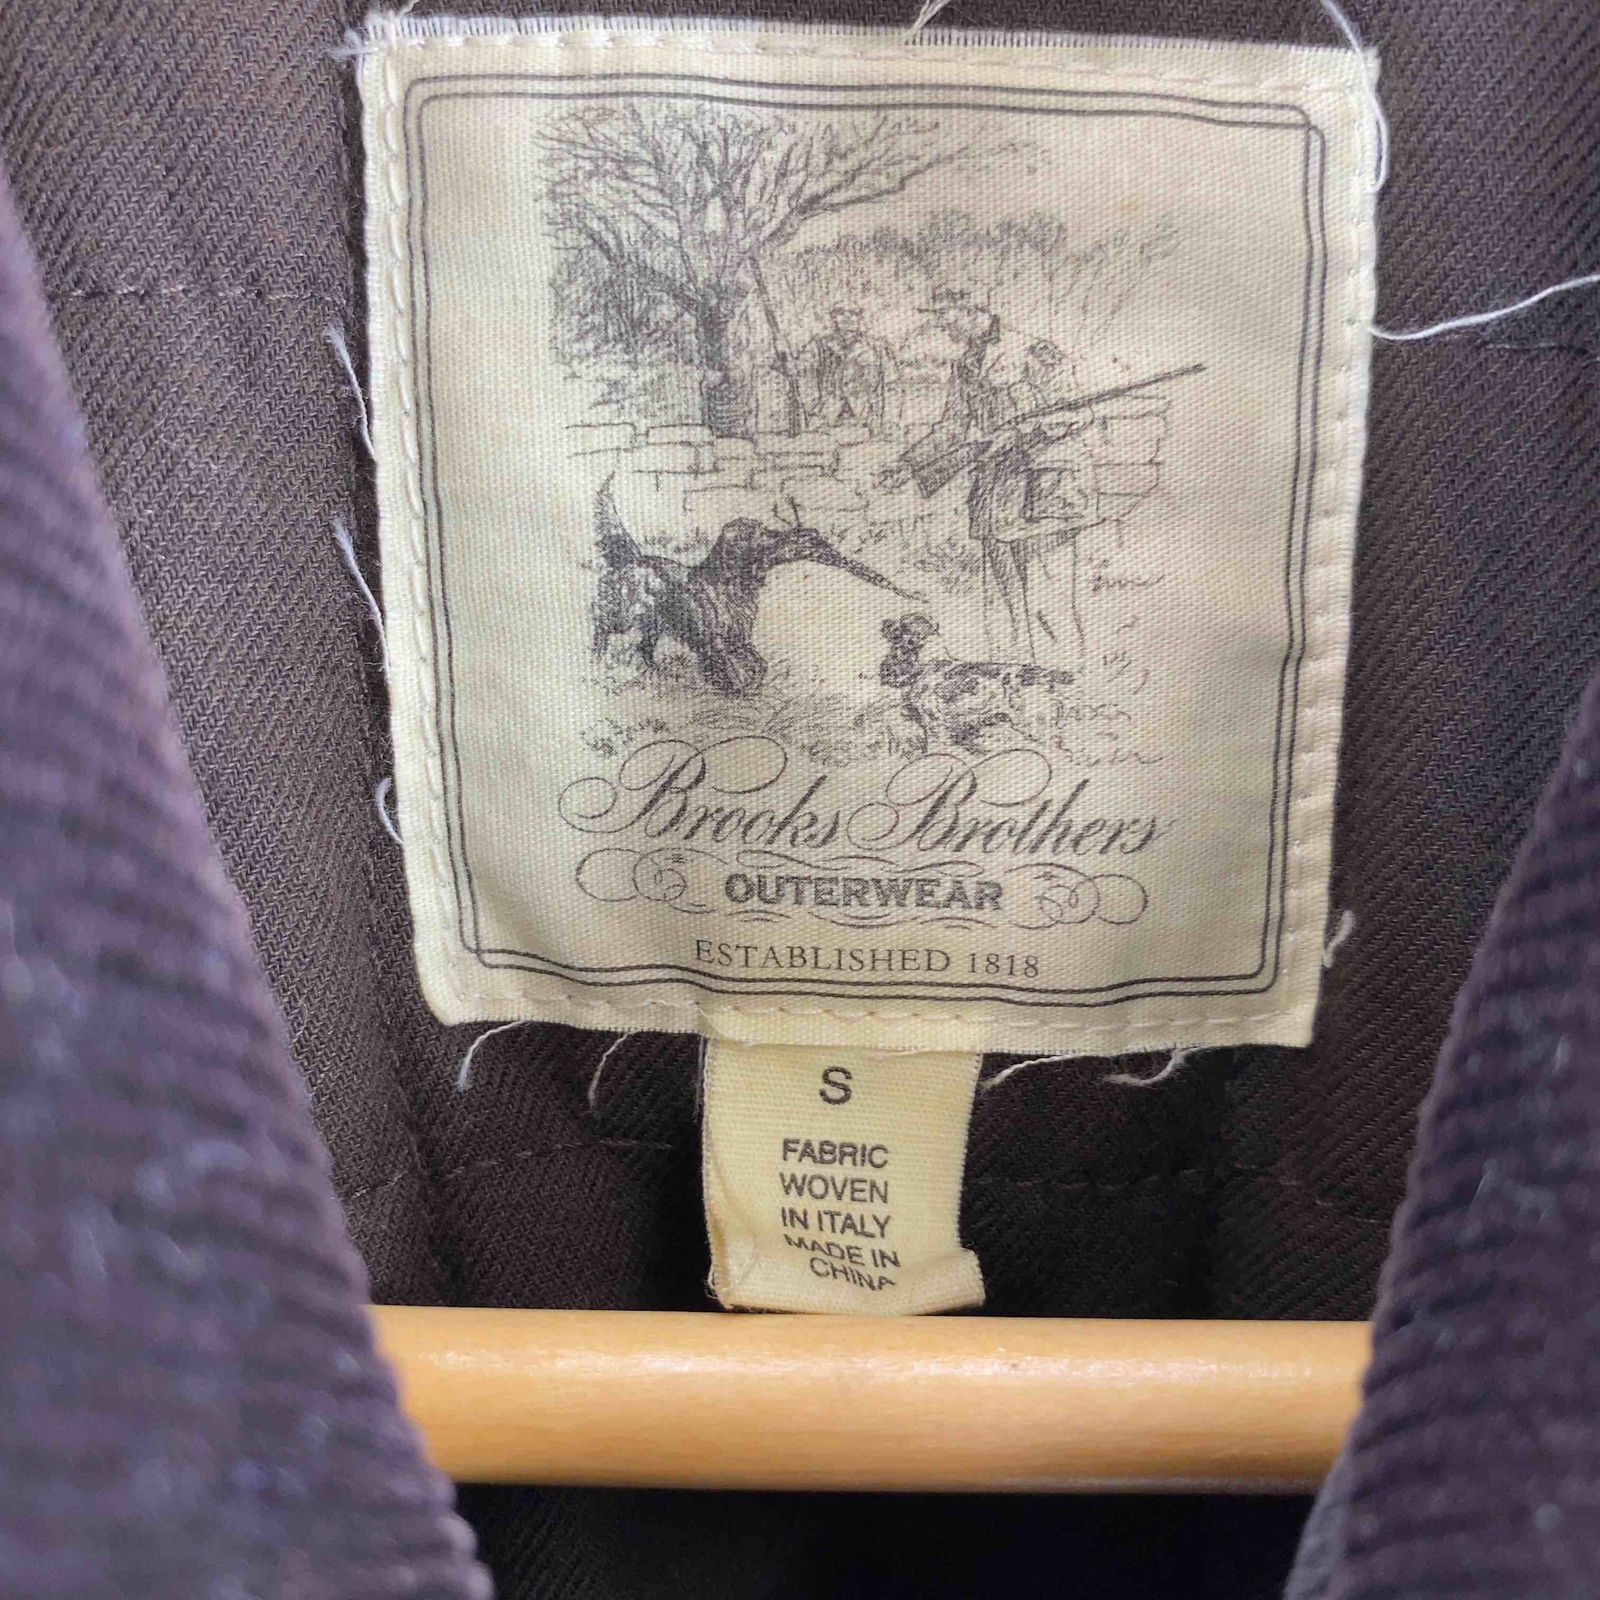 Brooks Brothers
OUTERWEAR
ESTABLISHED 1818
S
FABRIC
WOVEN
IN ITALY
MADE IN
CHINA